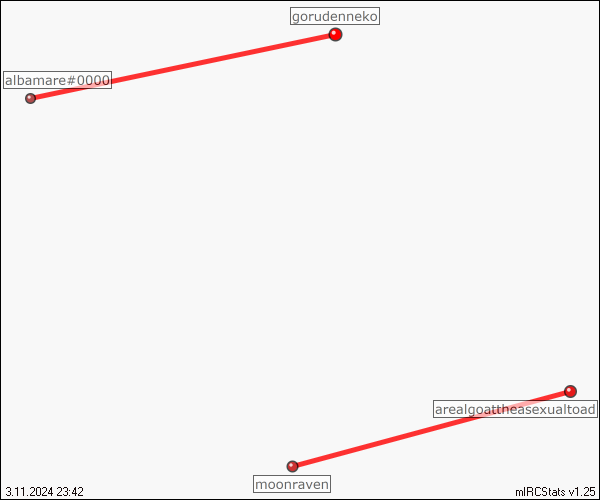 gorudenneko
albamare#0000
arealgoattheasexualtoad
moonraven
3.11.2024 23:42
mIRCStats v1.25